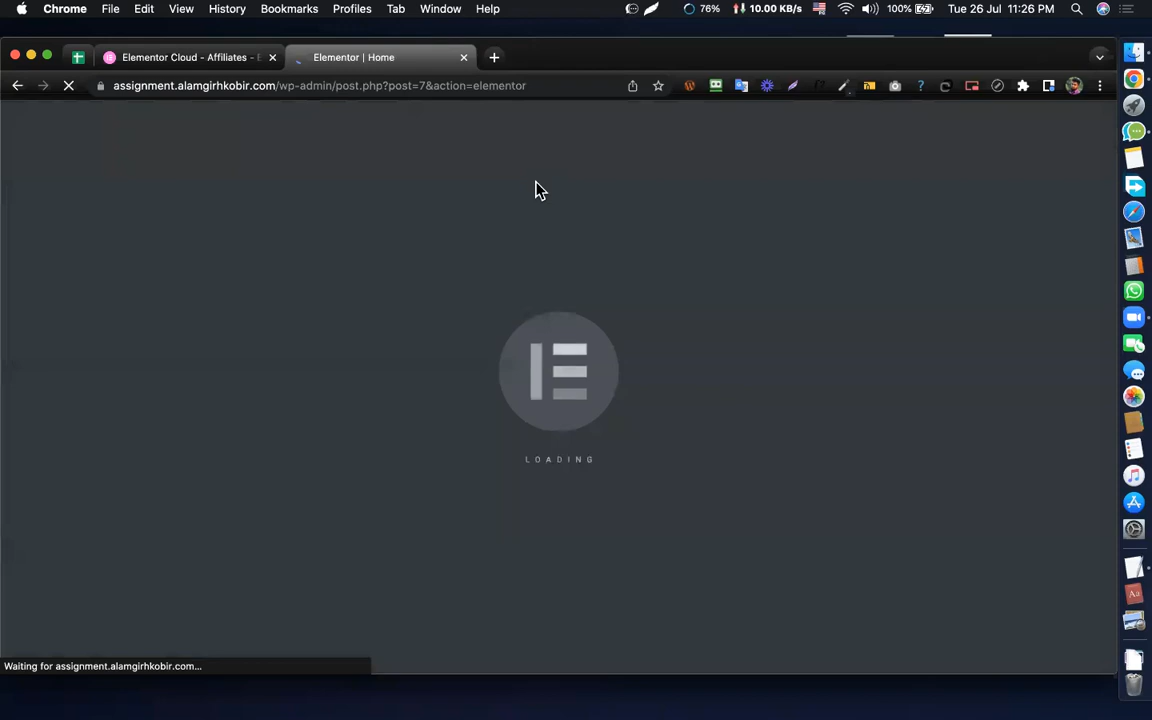 Chrome File Edit View History Bookmarks Profiles Tab Window Help 76% 10.00 KB/s 100% Tue 26 Jul 11:26 PM
Elementor Cloud - Affiliates - E Elementor | Home
assignment.alamgirhkobir.com/wp-admin/post.php?post=7&action=elementor
LOADING
Waiting for assignment.alamgirhkobir.com...